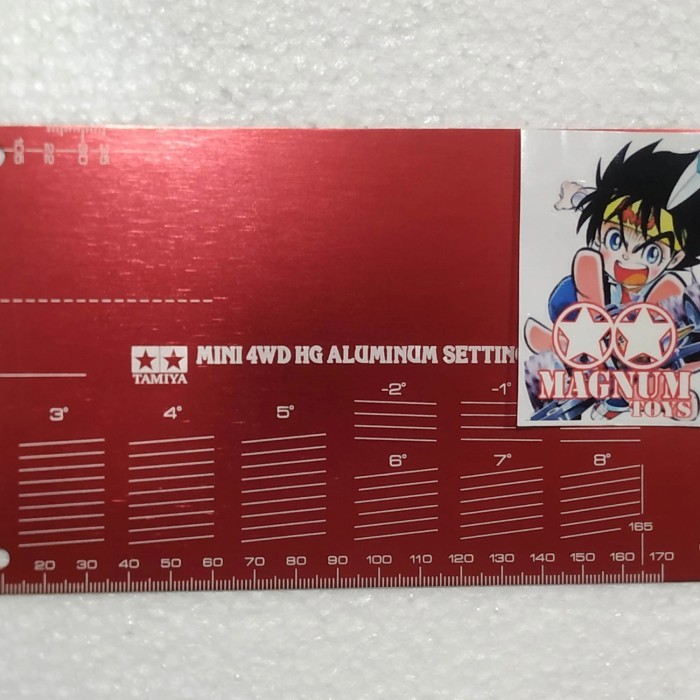 MINI 4WD HG ALUMINUM SETTING
TAMIYA
MAGNUM
TOYS
-2° -1°
3° 4° 5°
6° 7° 8°
165
20 30 40 50 60 70 80 90 100 110 120 130 140 150 160 170